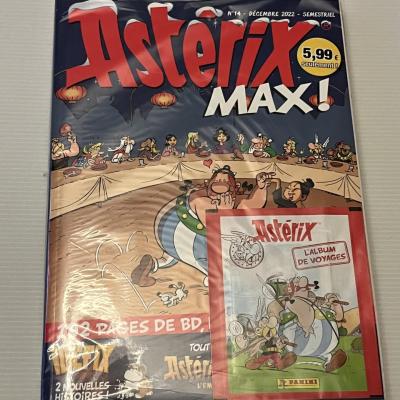 N°14 - DÉCEMBRE 2022 - SEMESTRIEL
Astérix
MAX!
5,99 €
seulement!
Astérix
L'ALBUM
DE VOYAGES
PANINI
PAGES DE BD,
TOUT
Astérix
2 NOUVELLES
HISTOIRES!